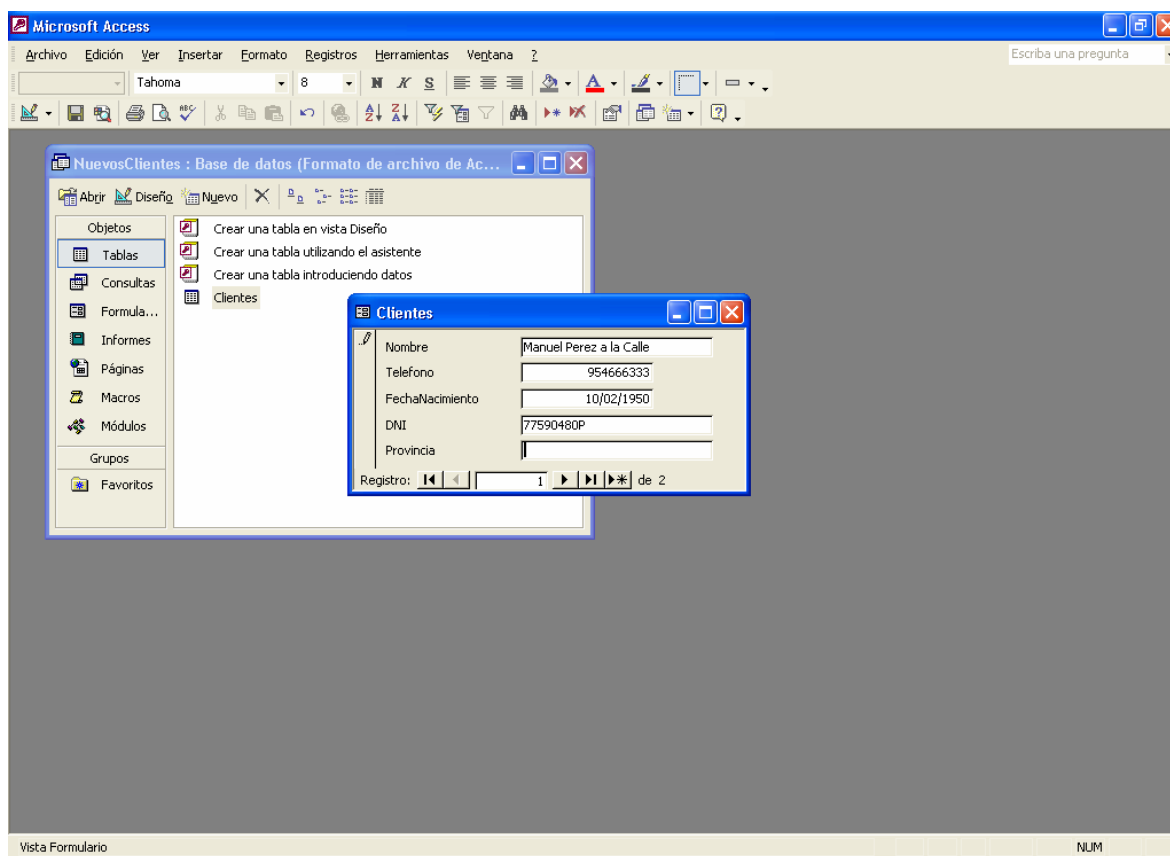 Microsoft Access
Archivo Edición Ver Insertar Formato Registros Herramientas Ventana ?
Escriba una pregunta
Tahoma 8 N K S A
ABC
NuevosClientes : Base de datos (Formato de archivo de Ac...
Abrir Diseño Nuevo
Objetos
Tablas
Consultas
Formula...
Informes
Páginas
Macros
Módulos
Grupos
Favoritos
Crear una tabla en vista Diseño
Crear una tabla utilizando el asistente
Crear una tabla introduciendo datos
Clientes
Clientes
Nombre Manuel Perez a la Calle
Telefono 954666333
FechaNacimiento 10/02/1950
DNI 77590480P
Provincia
Registro: 1 de 2
Vista Formulario
NUM